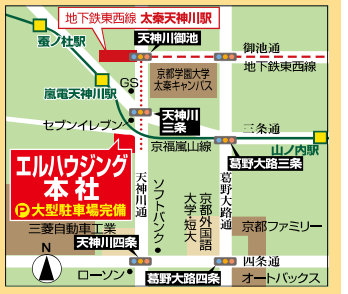 地下鉄東西線 太秦天神川駅
蚕ノ社駅
天神川御池
御池通
地下鉄東西線
嵐電天神川駅
GS
京都学園大学
太秦キャンパス
セブンイレブン
天神川
三条
三条通
京福嵐山線
山ノ内駅
葛野大路三条
エルハウジング
本社
P大型駐車場完備
天神川通
ソフトバンク
京都外国語
大学・短大
葛野大路通
京都ファミリー
三菱自動車工業
天神川四条
四条通
N
ローソン
葛野大路四条
オートバックス